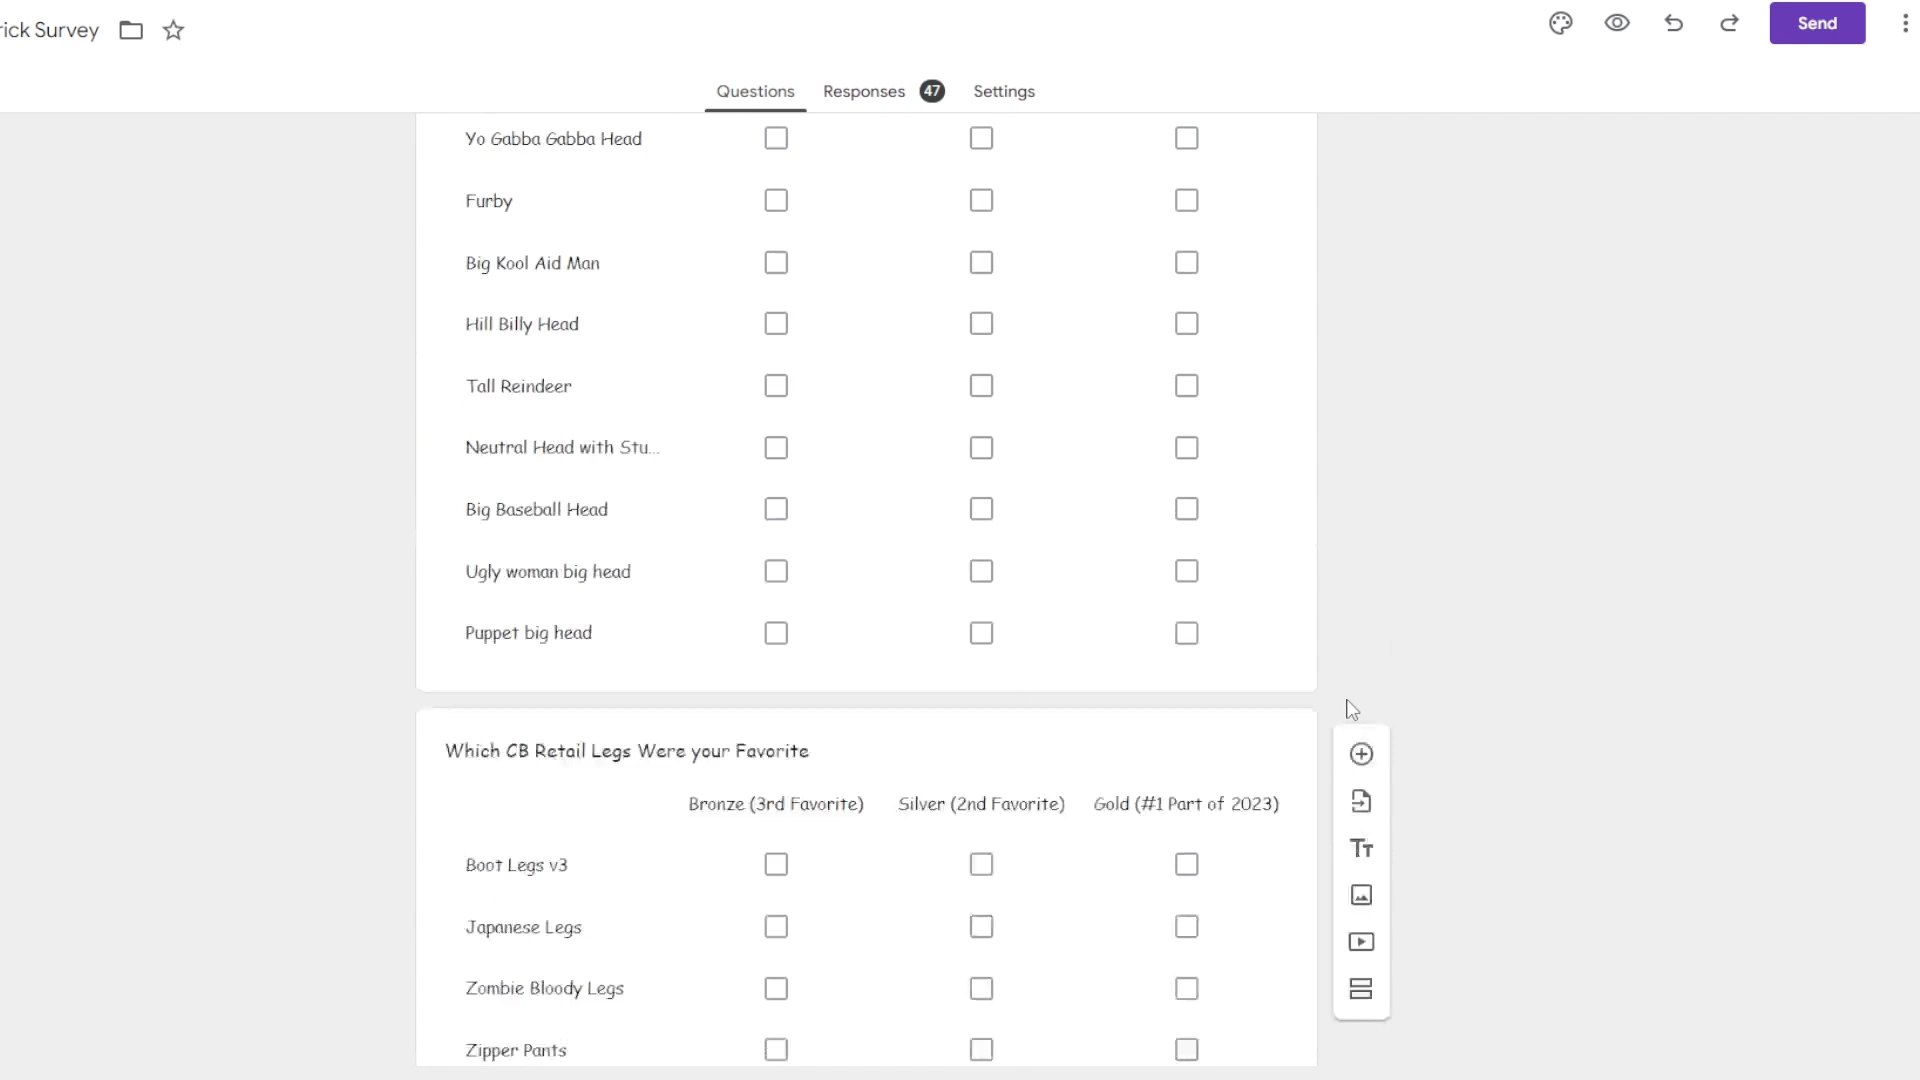 rick Survey
Send
Questions Responses 47 Settings
Yo Gabba Gabba Head
Furby
Big Kool Aid Man
Hill Billy Head
Tall Reindeer
Neutral Head with Stu...
Big Baseball Head
Ugly woman big head
Puppet big head
Which CB Retail Legs Were your Favorite
Bronze (3rd Favorite) Silver (2nd Favorite) Gold (#1 Part of 2023)
Boot Legs v3
Japanese Legs
Zombie Bloody Legs
Zipper Pants